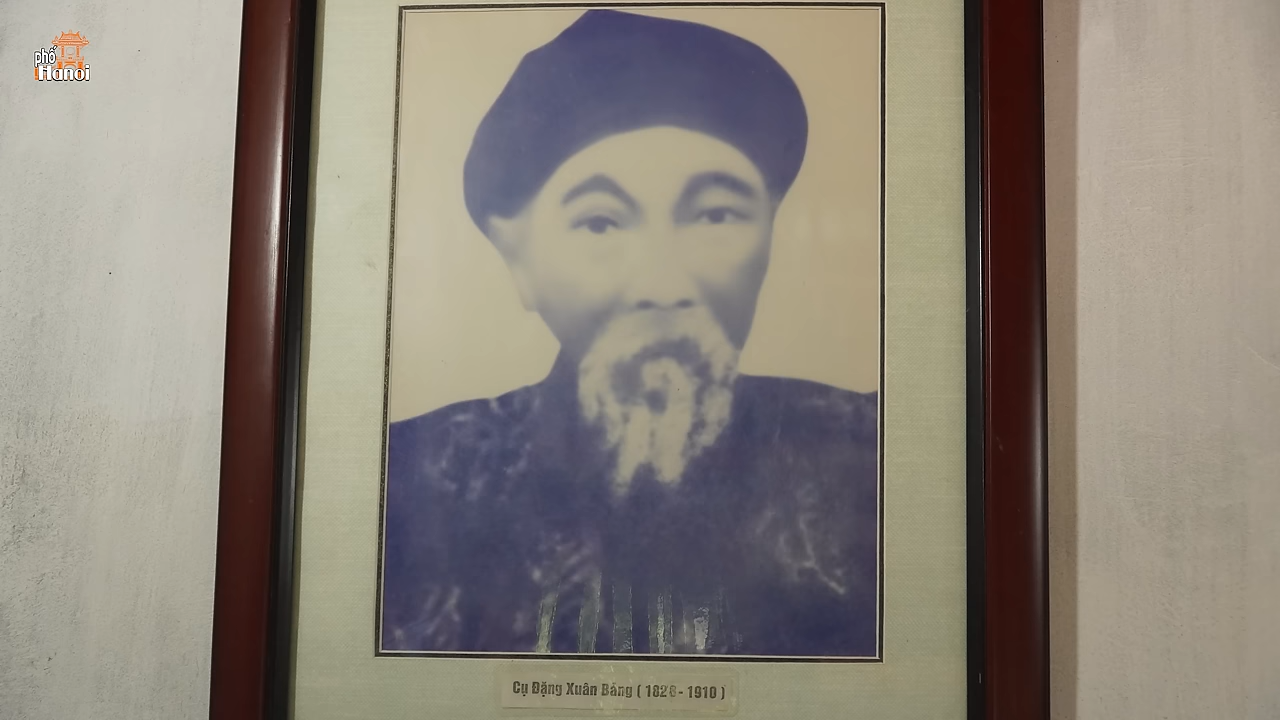 phố
Hanoi
Cụ Đặng Xuân Bảng ( 1828 - 1910 )